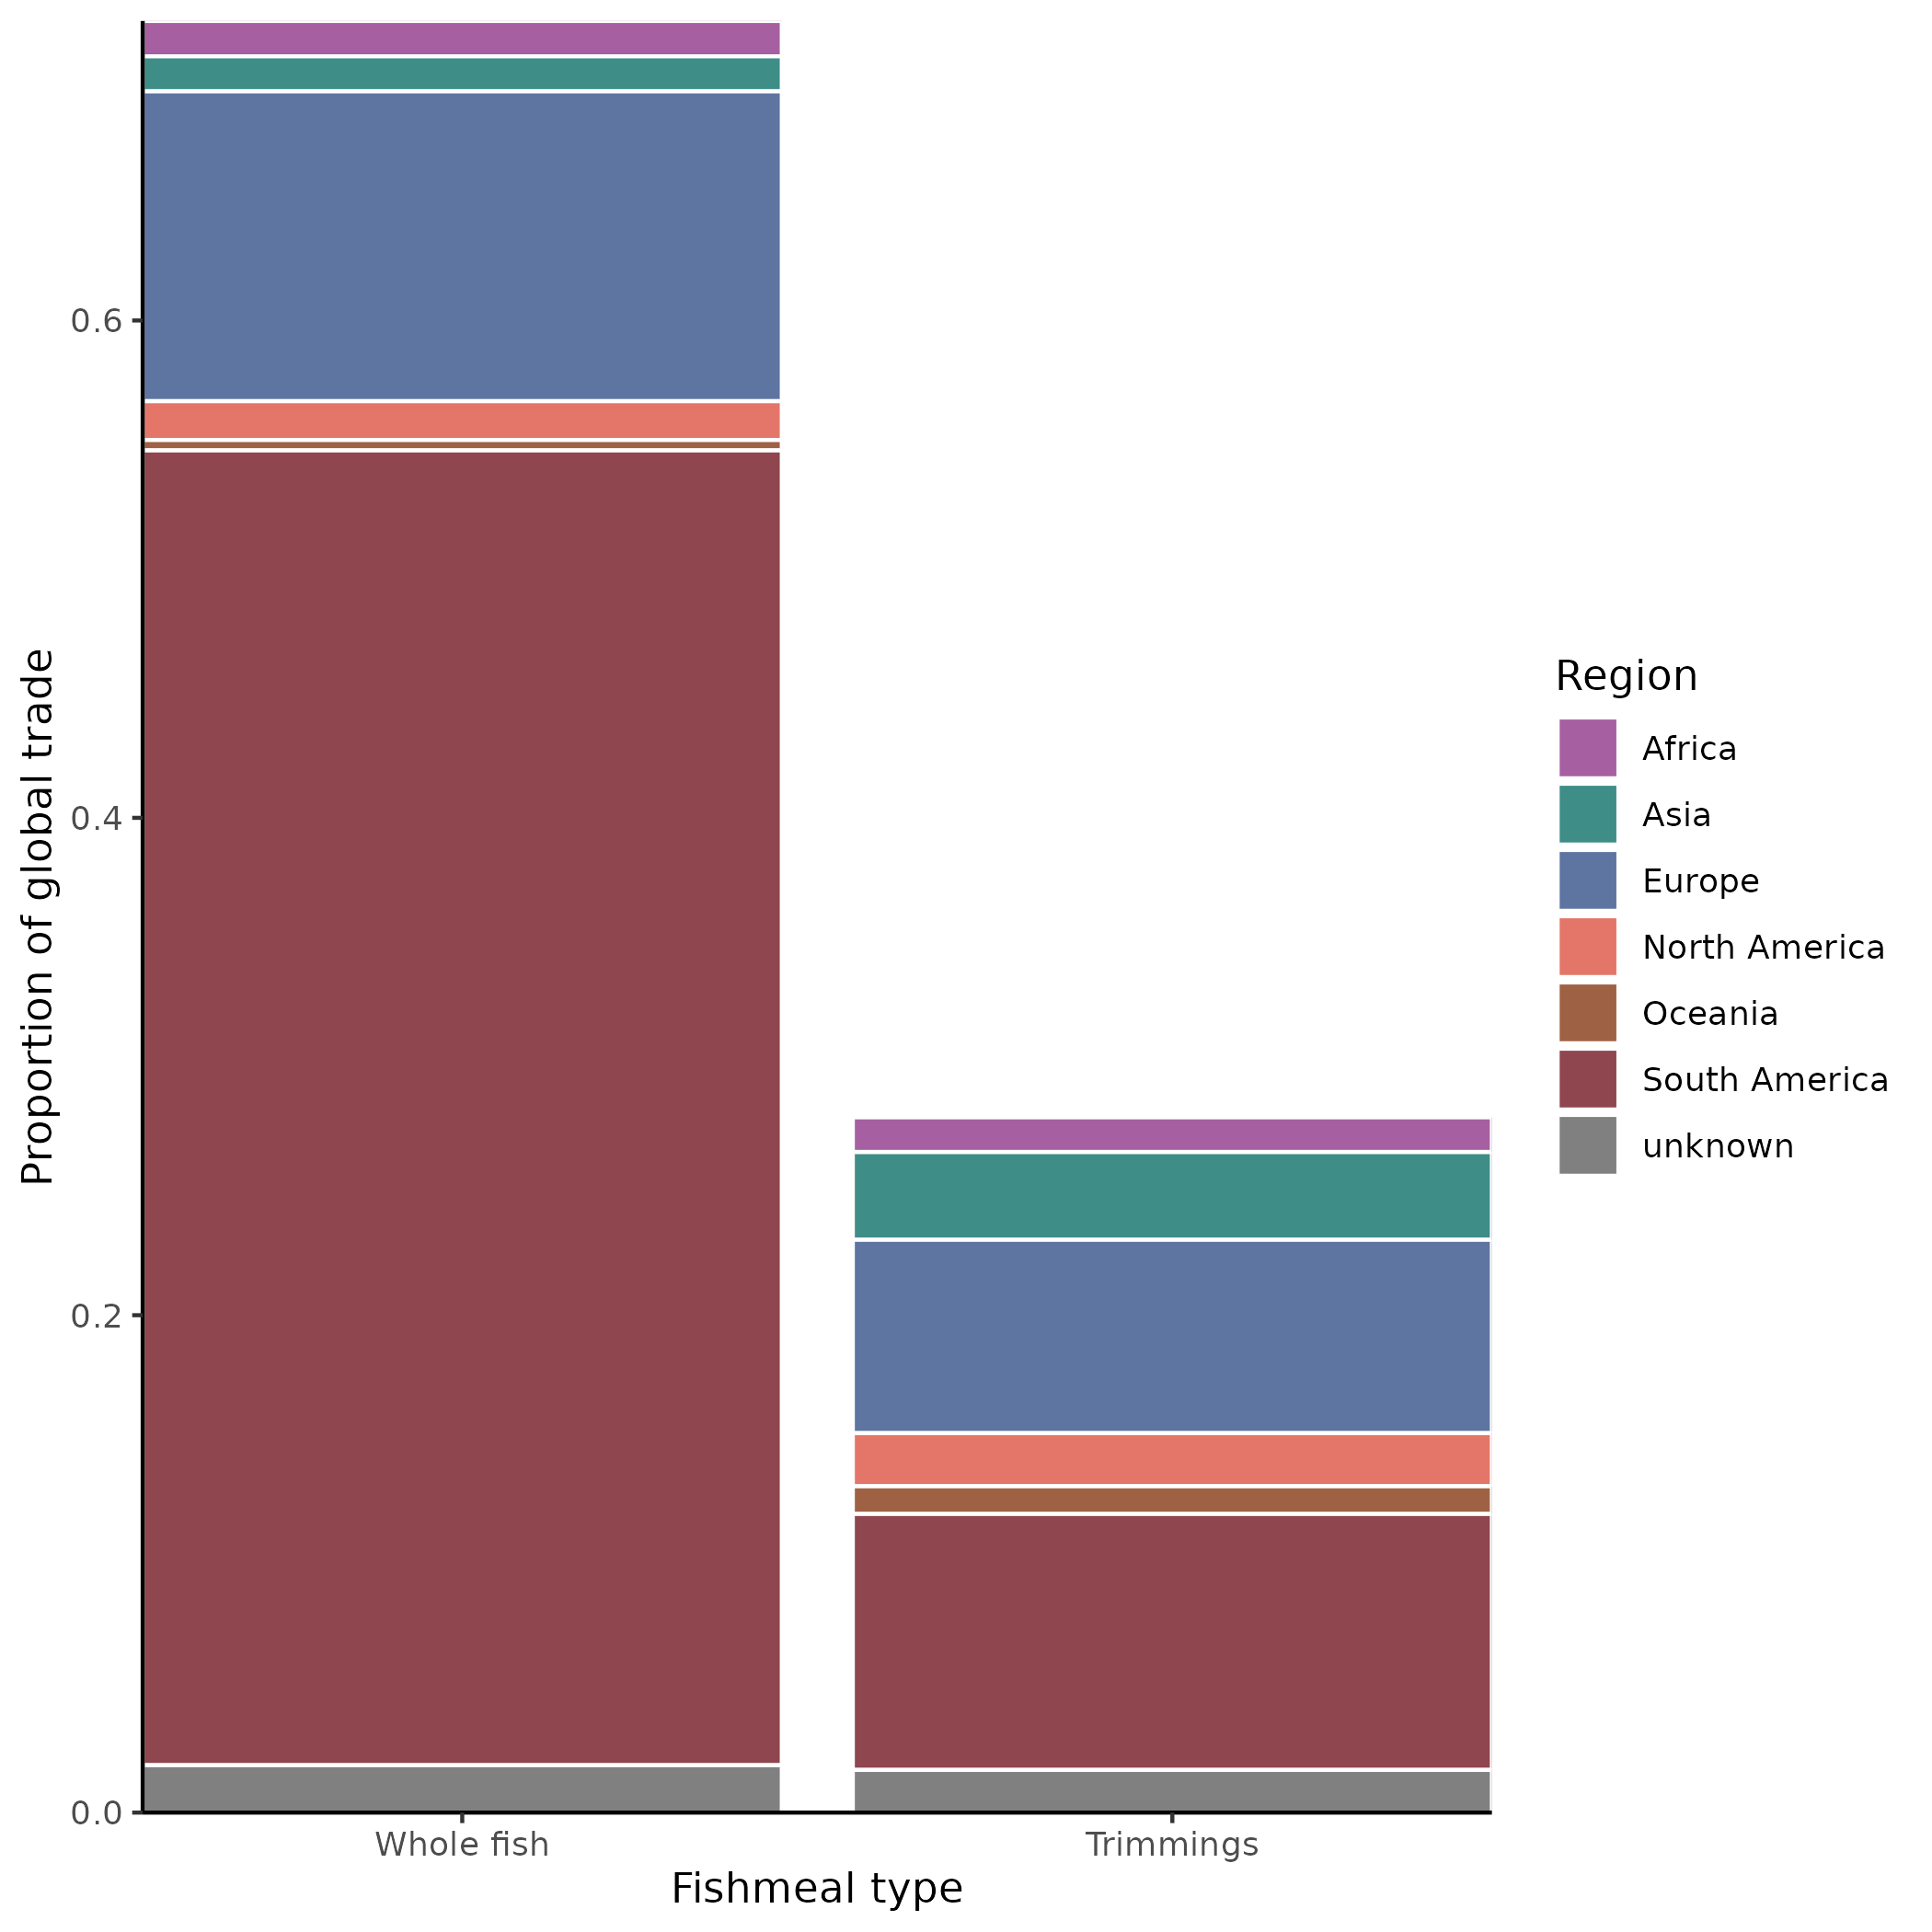 Proportion of global trade
0.6
0.4
0.2
0.0
Whole fish
Trimmings
Fishmeal type
Region
Africa
Asia
Europe
North America
Oceania
South America
unknown